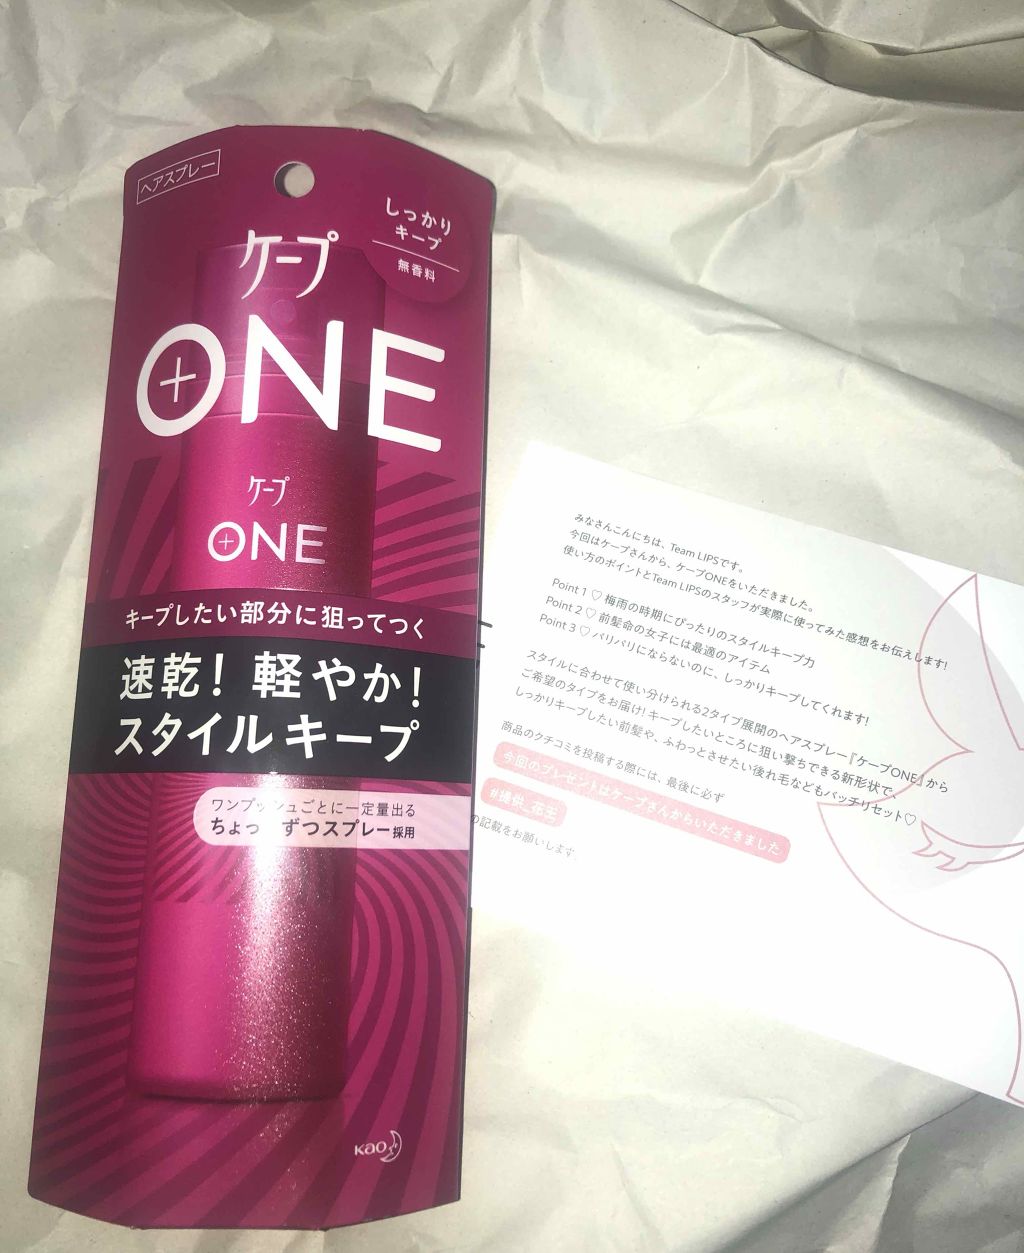 ヘアスプレー
しっかり
キープ
無香料
ケープ
ONE
ケープ
ONE
キープしたい部分に狙ってつく
速乾！軽やか！
スタイルキープ
ワンプッシュごとに一定量出る
ちょっ ずつスプレー採用
Kao
みなさんこんにちは、Team LIPSです。
今回はケープさんから、ケープONEをいただきました。
使い方のポイントとTeam LIPSのスタッフが実際に使ってみた感想をお伝えします!
Point 1 ♡ 梅雨の時期にぴったりのスタイルキープ力
Point 2 ♡ 前髪命の女子には最適のアイテム
Point 3 ♡ バリバリにならないのに、しっかりキープしてくれます!
スタイルに合わせて使い分けられる2タイプ展開のヘアスプレー『ケープONE』から
ご希望のタイプをお届け! キープしたいところに狙い撃ちできる新形状で、
しっかりキープしたい前髪や、ふわっとさせたい後れ毛などもバッチリセット♡
商品のクチコミを投稿する際には、最後に必ず
今回のプレゼントはケープさんからいただきました
#提供_花王
の記載をお願いします。